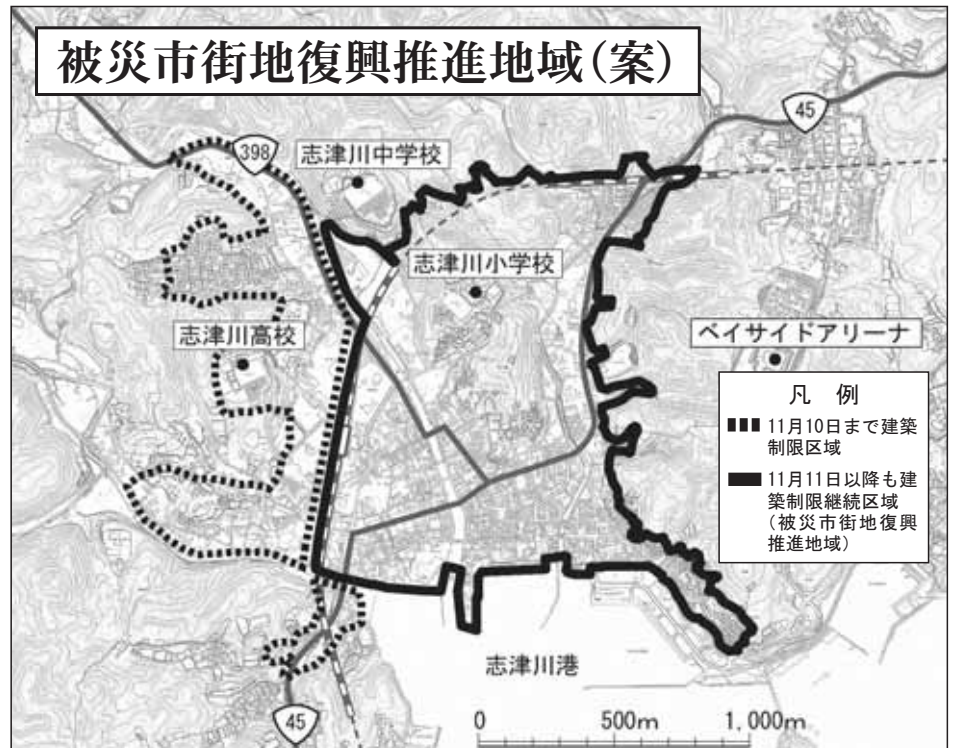 被災市街地復興推進地域（案）
45
398
志津川中学校
志津川小学校
志津川高校
ベイサイドアリーナ
凡 例
11月10日まで建築
制限区域
11月11日以降も建
築制限継続区域
（被災市街地復興
推進地域）
志津川港
45
0 500m 1,000m